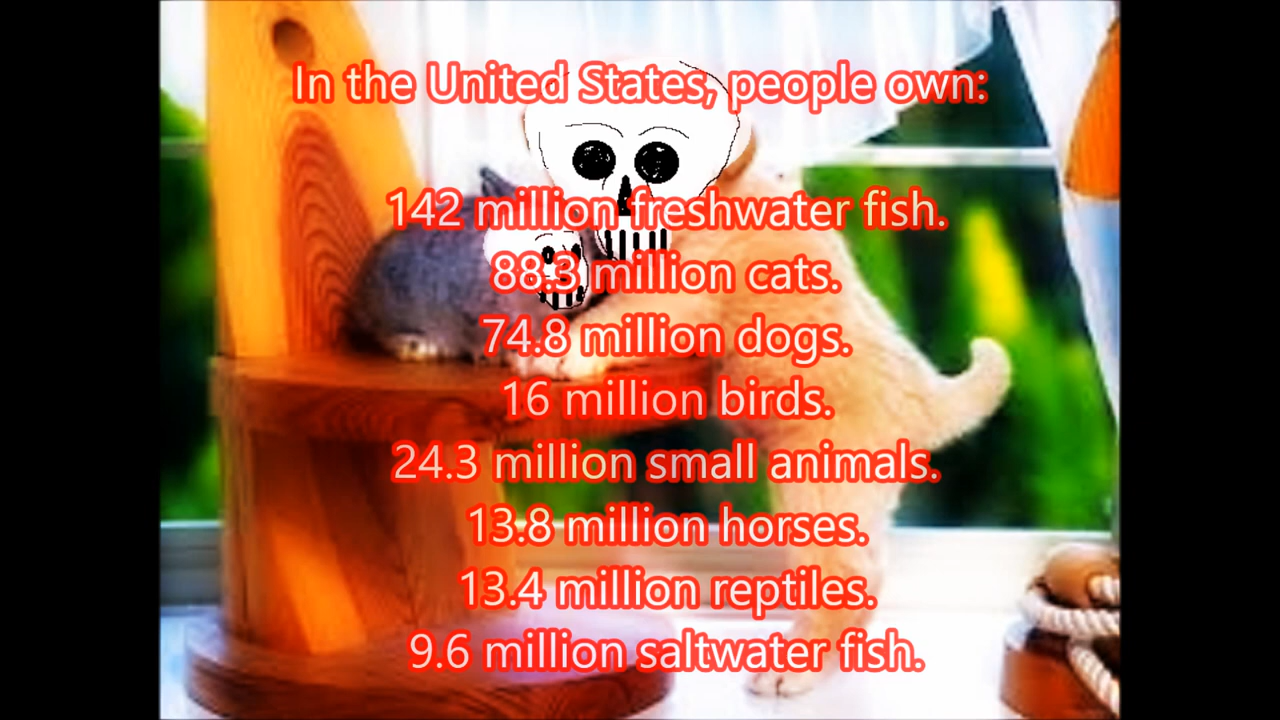 In the United States, people own:
142 million freshwater fish.
88.3 million cats.
74.8 million dogs.
16 million birds.
24.3 million small animals.
13.8 million horses.
13.4 million reptiles.
9.6 million saltwater fish.